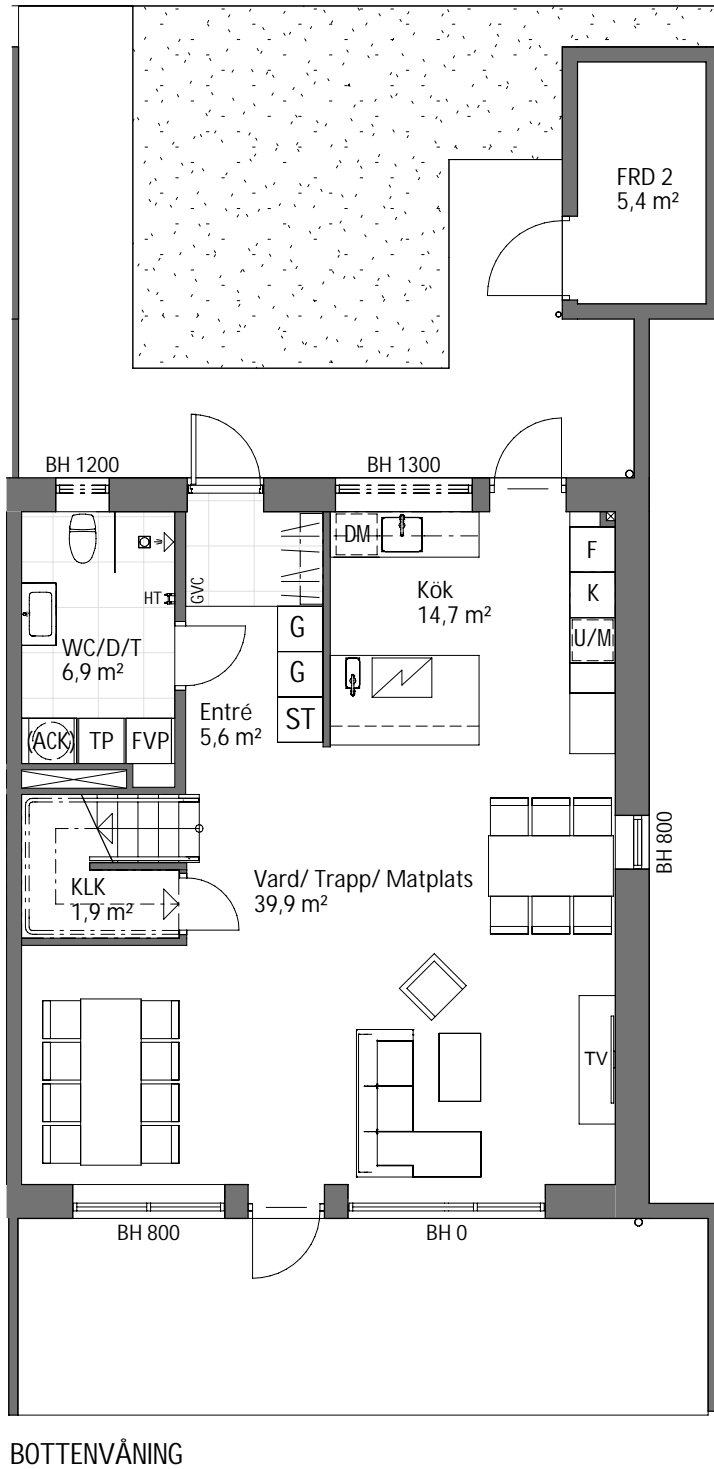 FRD 2
5,4 m²
BH 1200
BH 1300
DM
F
HT
GVC
Kök
14,7 m²
K
WC/D/T
6,9 m²
G
U/M
G
Entré
5,6 m²
ST
(ACK)
TP
FVP
BH 800
KLK
1,9 m²
Vard/ Trapp/ Matplats
39,9 m²
TV
BH 800
BH 0
BOTTENVÅNING